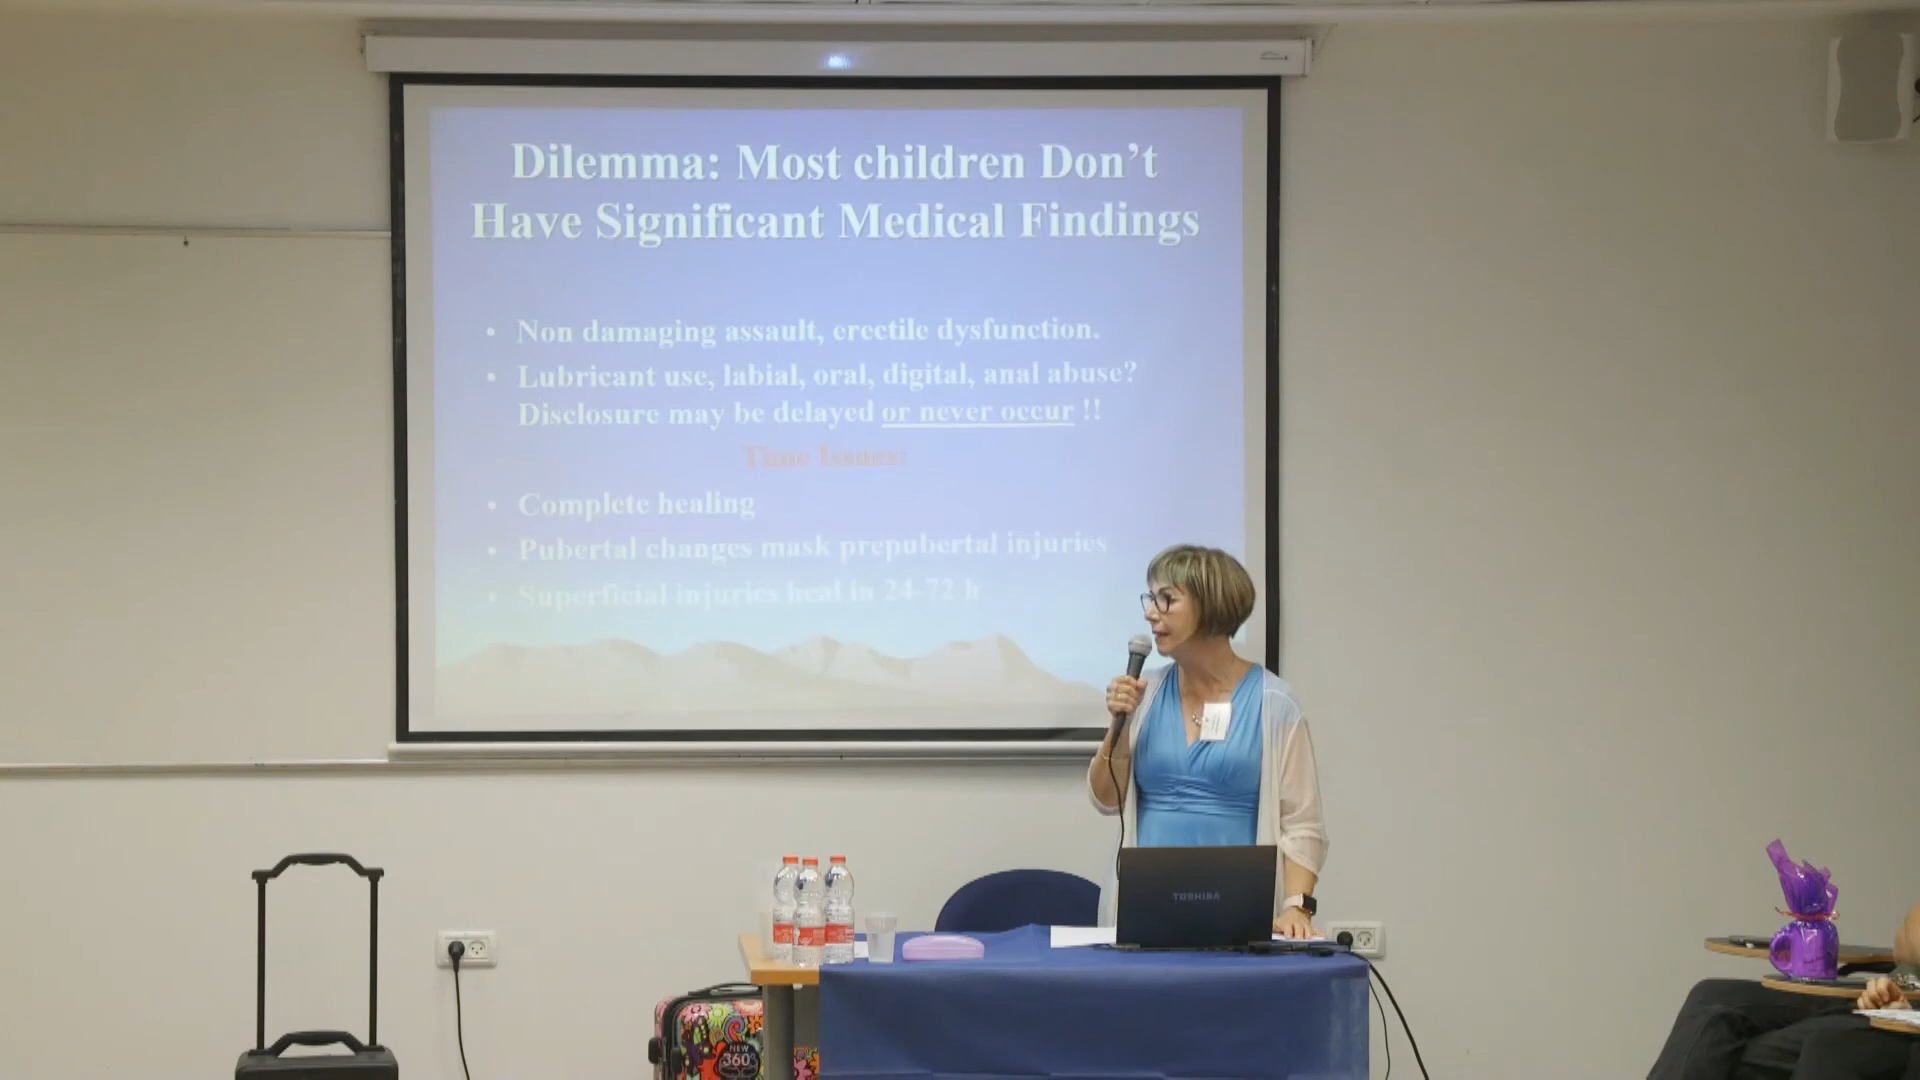 Dilemma: Most children Don't
Have Significant Medical Findings
• Non damaging assault, erectile dysfunction.
• Lubricant use, labial, oral, digital, anal abuse?
Disclosure may be delayed or never occur !!
Time Issues:
• Complete healing
• Pubertal changes mask prepubertal injuries
• Superficial injuries heal in 24-72 h
TOSHIBA
NEW
360°